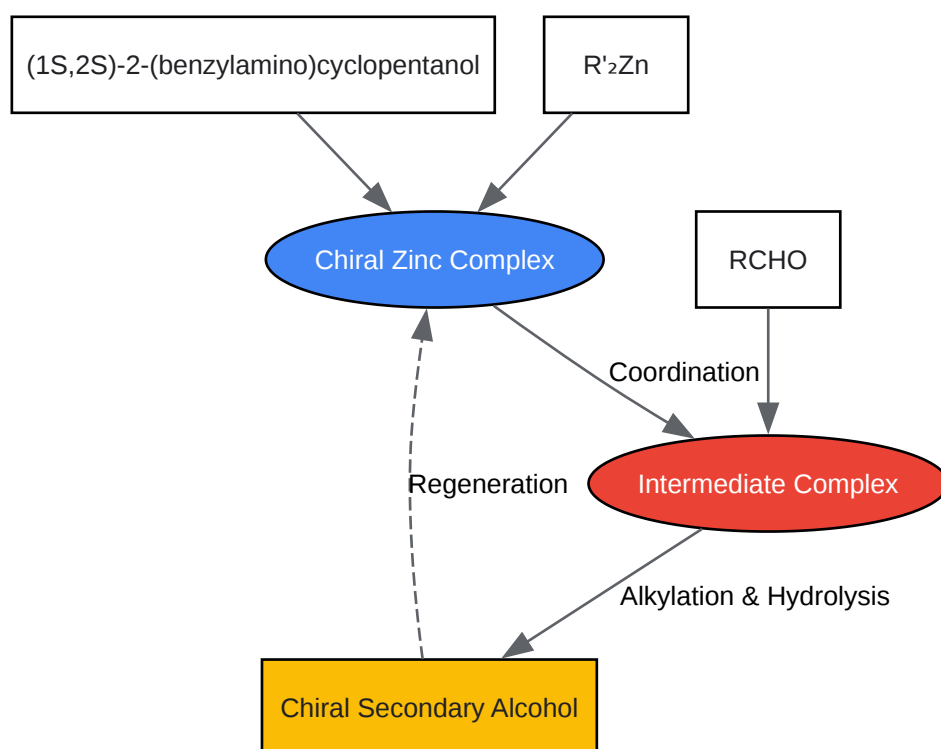 (1S,2S)-2-(benzylamino)cyclopentanol
R'₂Zn
Chiral Zinc Complex
RCHO
Coordination
Regeneration
Intermediate Complex
Alkylation & Hydrolysis
Chiral Secondary Alcohol